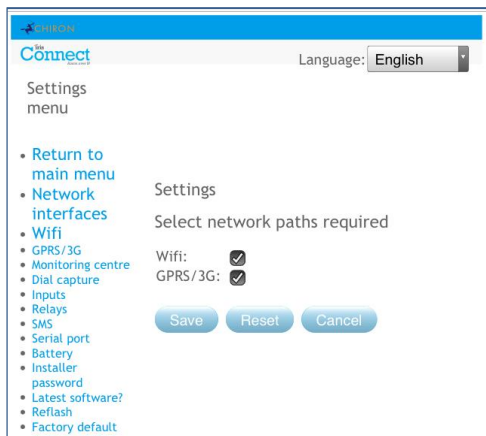 CHIRON
iris
Connect
Language: English
Settings
menu
Return to
main menu
Network
interfaces
Wifi
GPRS/3G
Monitoring centre
Dial capture
Inputs
Relays
SMS
Serial port
Battery
Installer
password
Latest software?
Reflash
Factory default
Settings
Select network paths required
Wifi:
GPRS/3G:
Save Reset Cancel